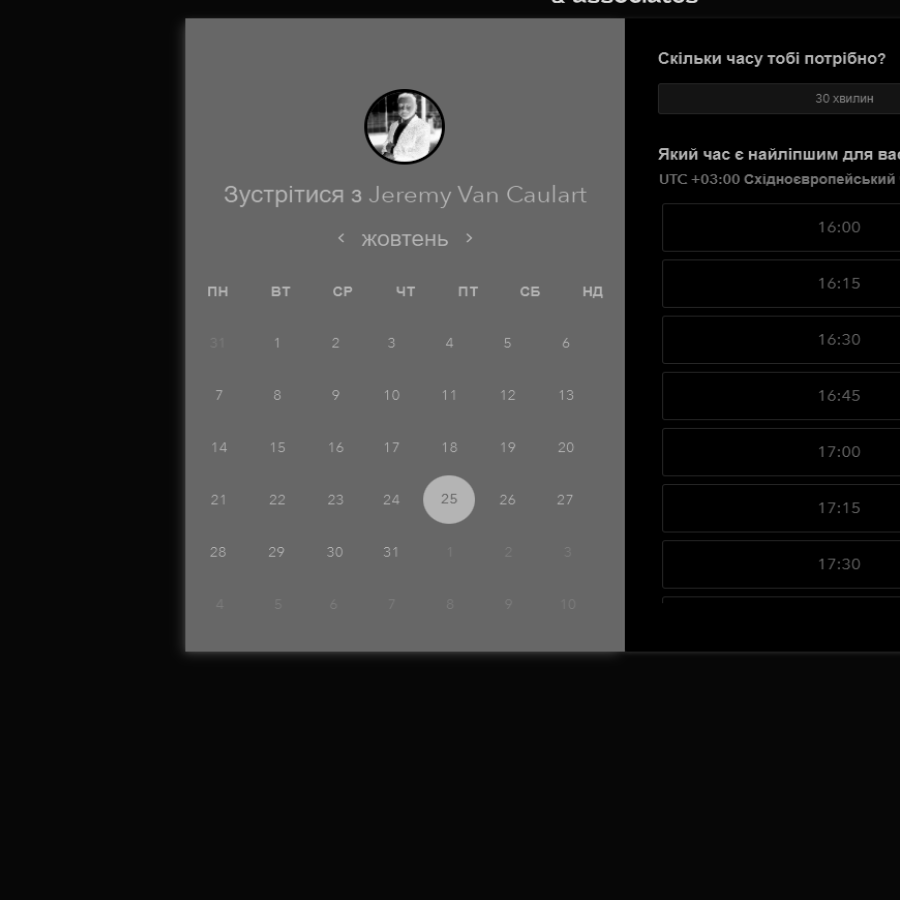 & associates
Зустрітися з Jeremy Van Caulart
жовтень
ПН ВТ СР ЧТ ПТ СБ НД
31 1 2 3 4 5 6
7 8 9 10 11 12 13
14 15 16 17 18 19 20
21 22 23 24 25 26 27
28 29 30 31 1 2 3
4 5 6 7 8 9 10
Скільки часу тобі потрібно?
30 хвилин
Який час є найліпшим для вас
UTC +03:00 Східноєвропейський
16:00
16:15
16:30
16:45
17:00
17:15
17:30